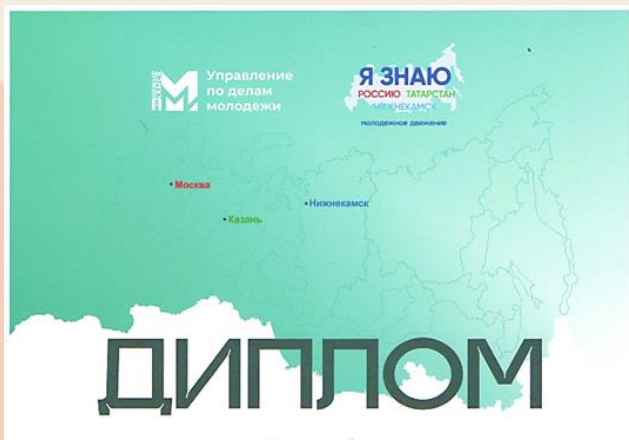 Управление
по делам
молодежи
Я ЗНАЮ
РОССИЮ ТАТАРСТАН
НИЖНЕКАМСК
молодежное движение
Москва
Казань
Нижнекамск
ДИПЛОМ